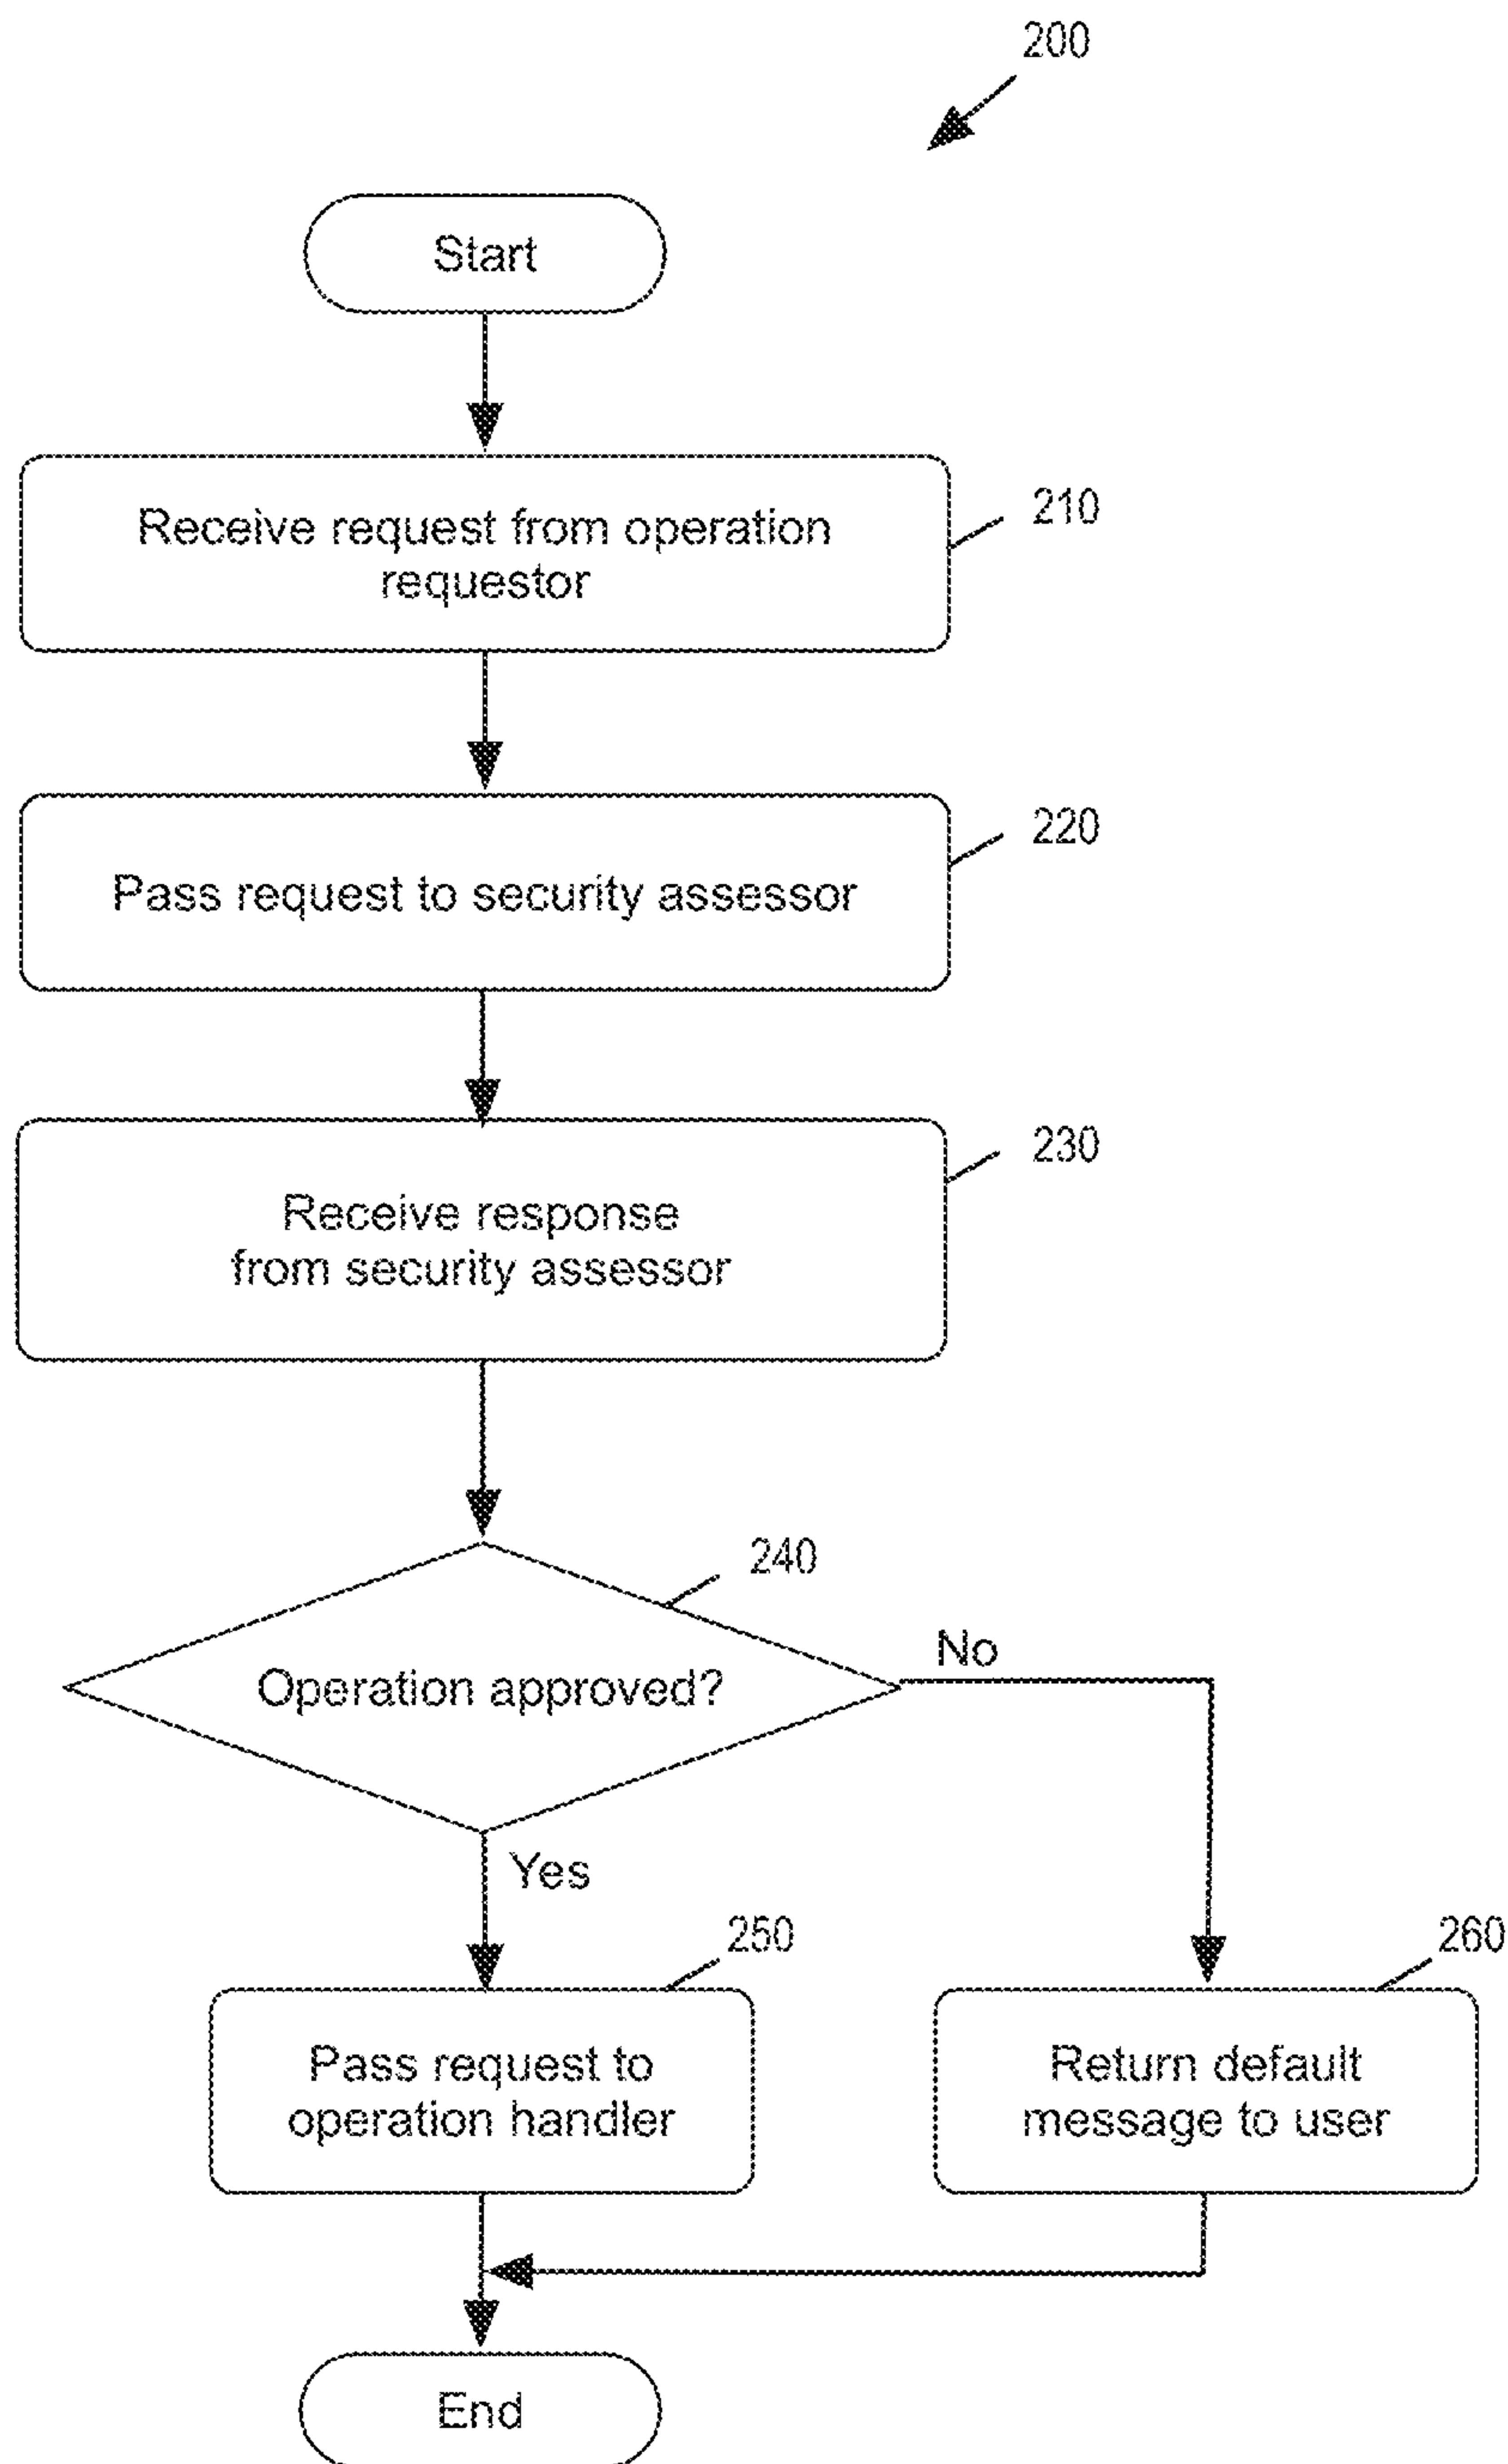 200
Start
Receive request from operation
requestor
210
Pass request to security assessor
220
Receive response
from security assessor
230
Operation approved?
240
No
Yes
Pass request to
operation handler
250
Return default
message to user
260
End